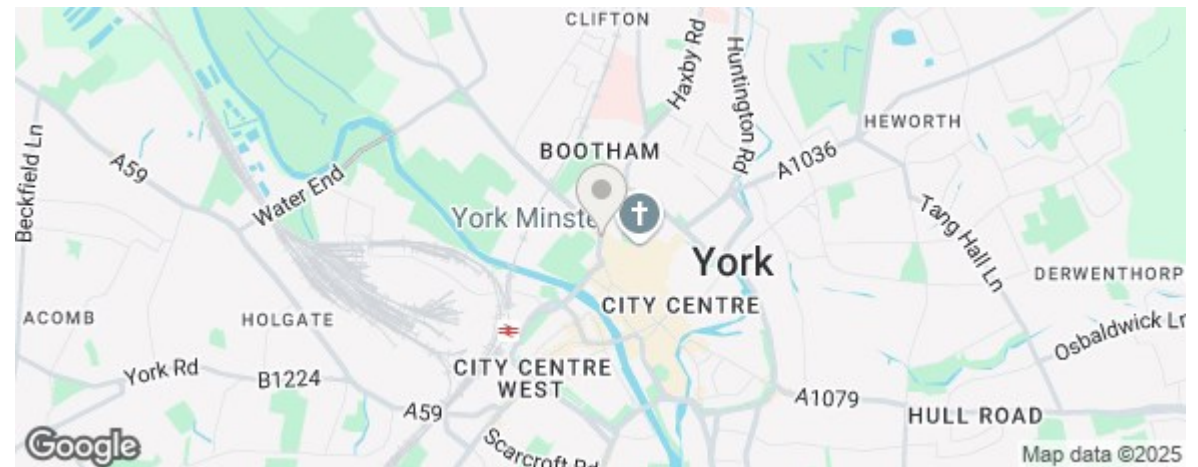 CLIFTON
Haxby Rd
Huntington Rd
HEWORTH
BOOTHAM
A1036
Beckfield Ln
A59
Water End
York Minste
Tang Hall Ln
York
DERWENTHORP
CITY CENTRE
ACOMB
HOLGATE
Osbaldwick Ln
York Rd
B1224
CITY CENTRE
WEST
A59
A1079
HULL ROAD
Scarcroft Rd
Google
Map data ©2025